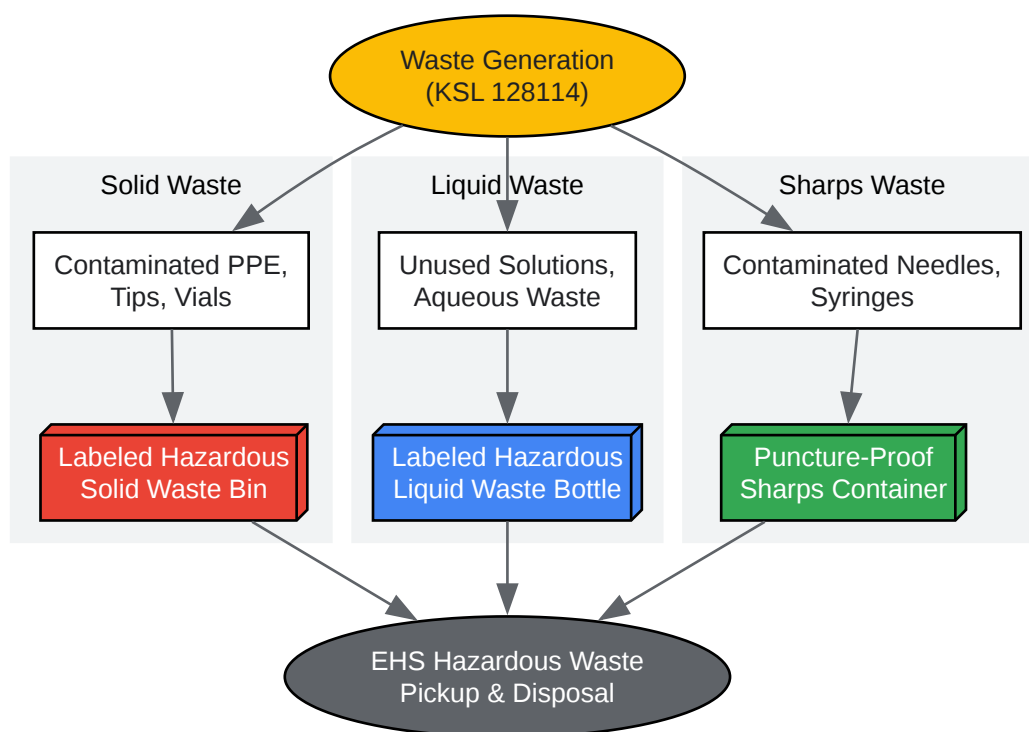 Waste Generation
(KSL 128114)
Solid Waste
Liquid Waste
Sharps Waste
Contaminated PPE,
Tips, Vials
Unused Solutions,
Aqueous Waste
Contaminated Needles,
Syringes
Labeled Hazardous
Solid Waste Bin
Labeled Hazardous
Liquid Waste Bottle
Puncture-Proof
Sharps Container
EHS Hazardous Waste
Pickup & Disposal